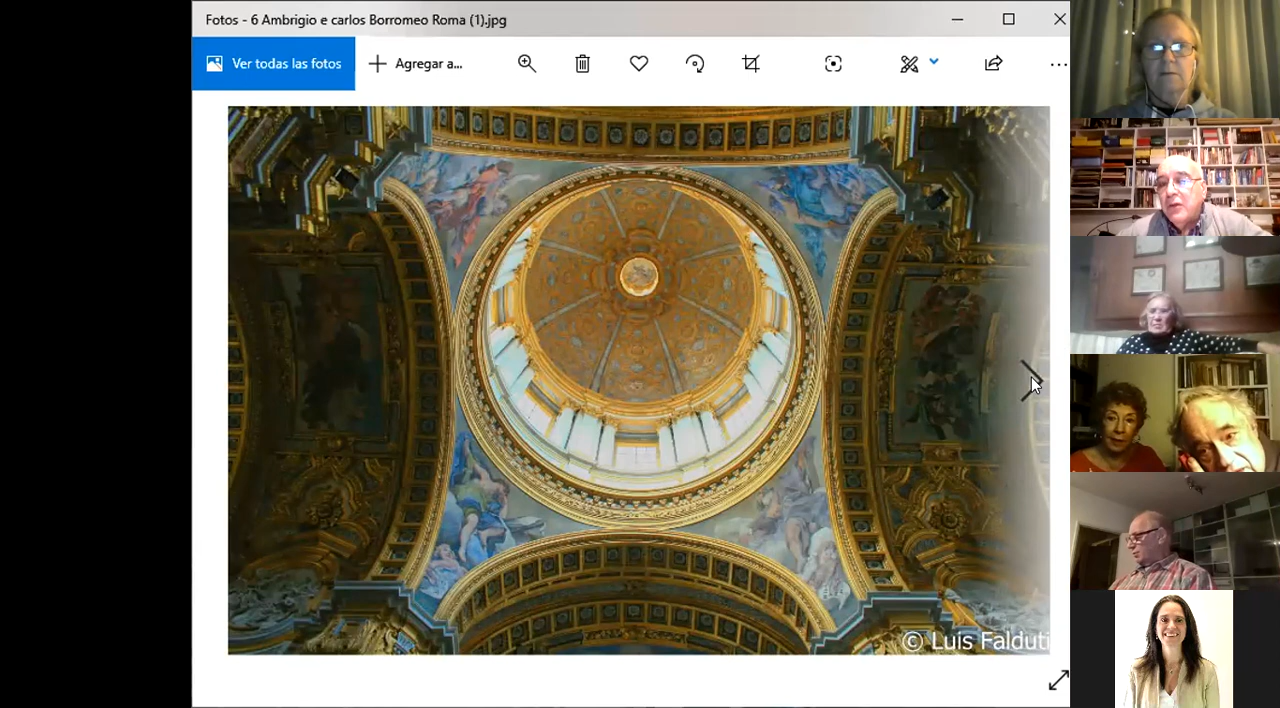 Fotos - 6 Ambrigio e carlos Borromeo Roma (1).jpg
Ver todas las fotos
Agregar a...
© Luis Falduti